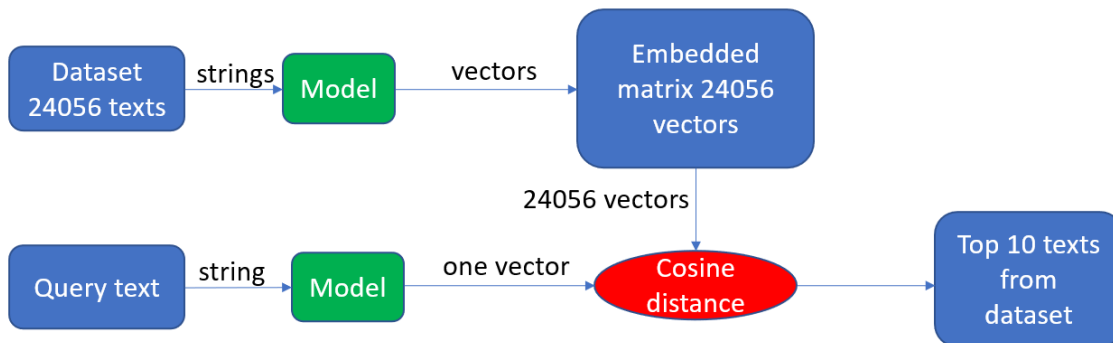 Dataset
24056 texts
strings
Model
vectors
Embedded
matrix 24056
vectors
24056 vectors
Query text
string
Model
one vector
Cosine
distance
Top 10 texts
from
dataset